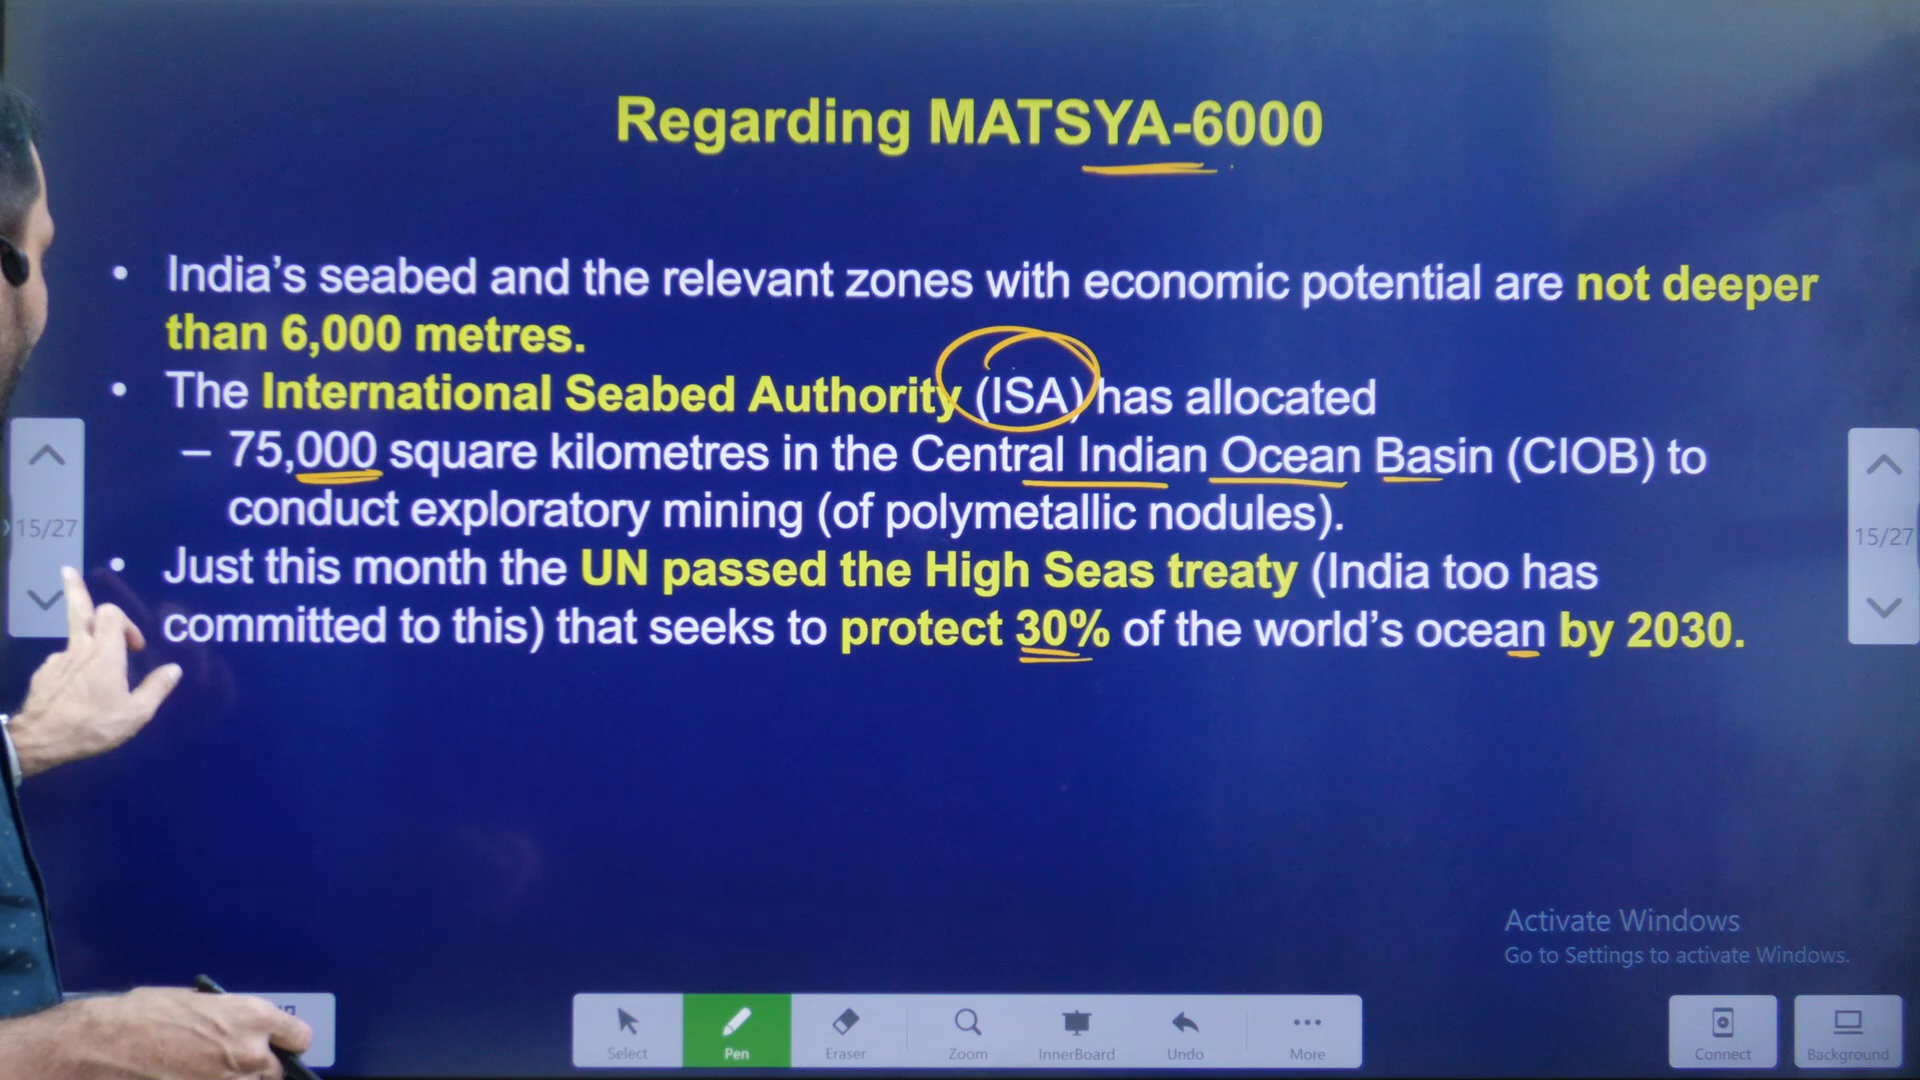 Regarding MATSYA-6000
• India's seabed and the relevant zones with economic potential are not deeper
than 6,000 metres.
• The International Seabed Authority (ISA) has allocated
– 75,000 square kilometres in the Central Indian Ocean Basin (CIOB) to
conduct exploratory mining (of polymetallic nodules).
• Just this month the UN passed the High Seas treaty (India too has
committed to this) that seeks to protect 30% of the world's ocean by 2030.
15/27
15/27
Activate Windows
Go to Settings to activate Windows.
Select Pen Eraser Zoom InnerBoard Undo More Connect Background